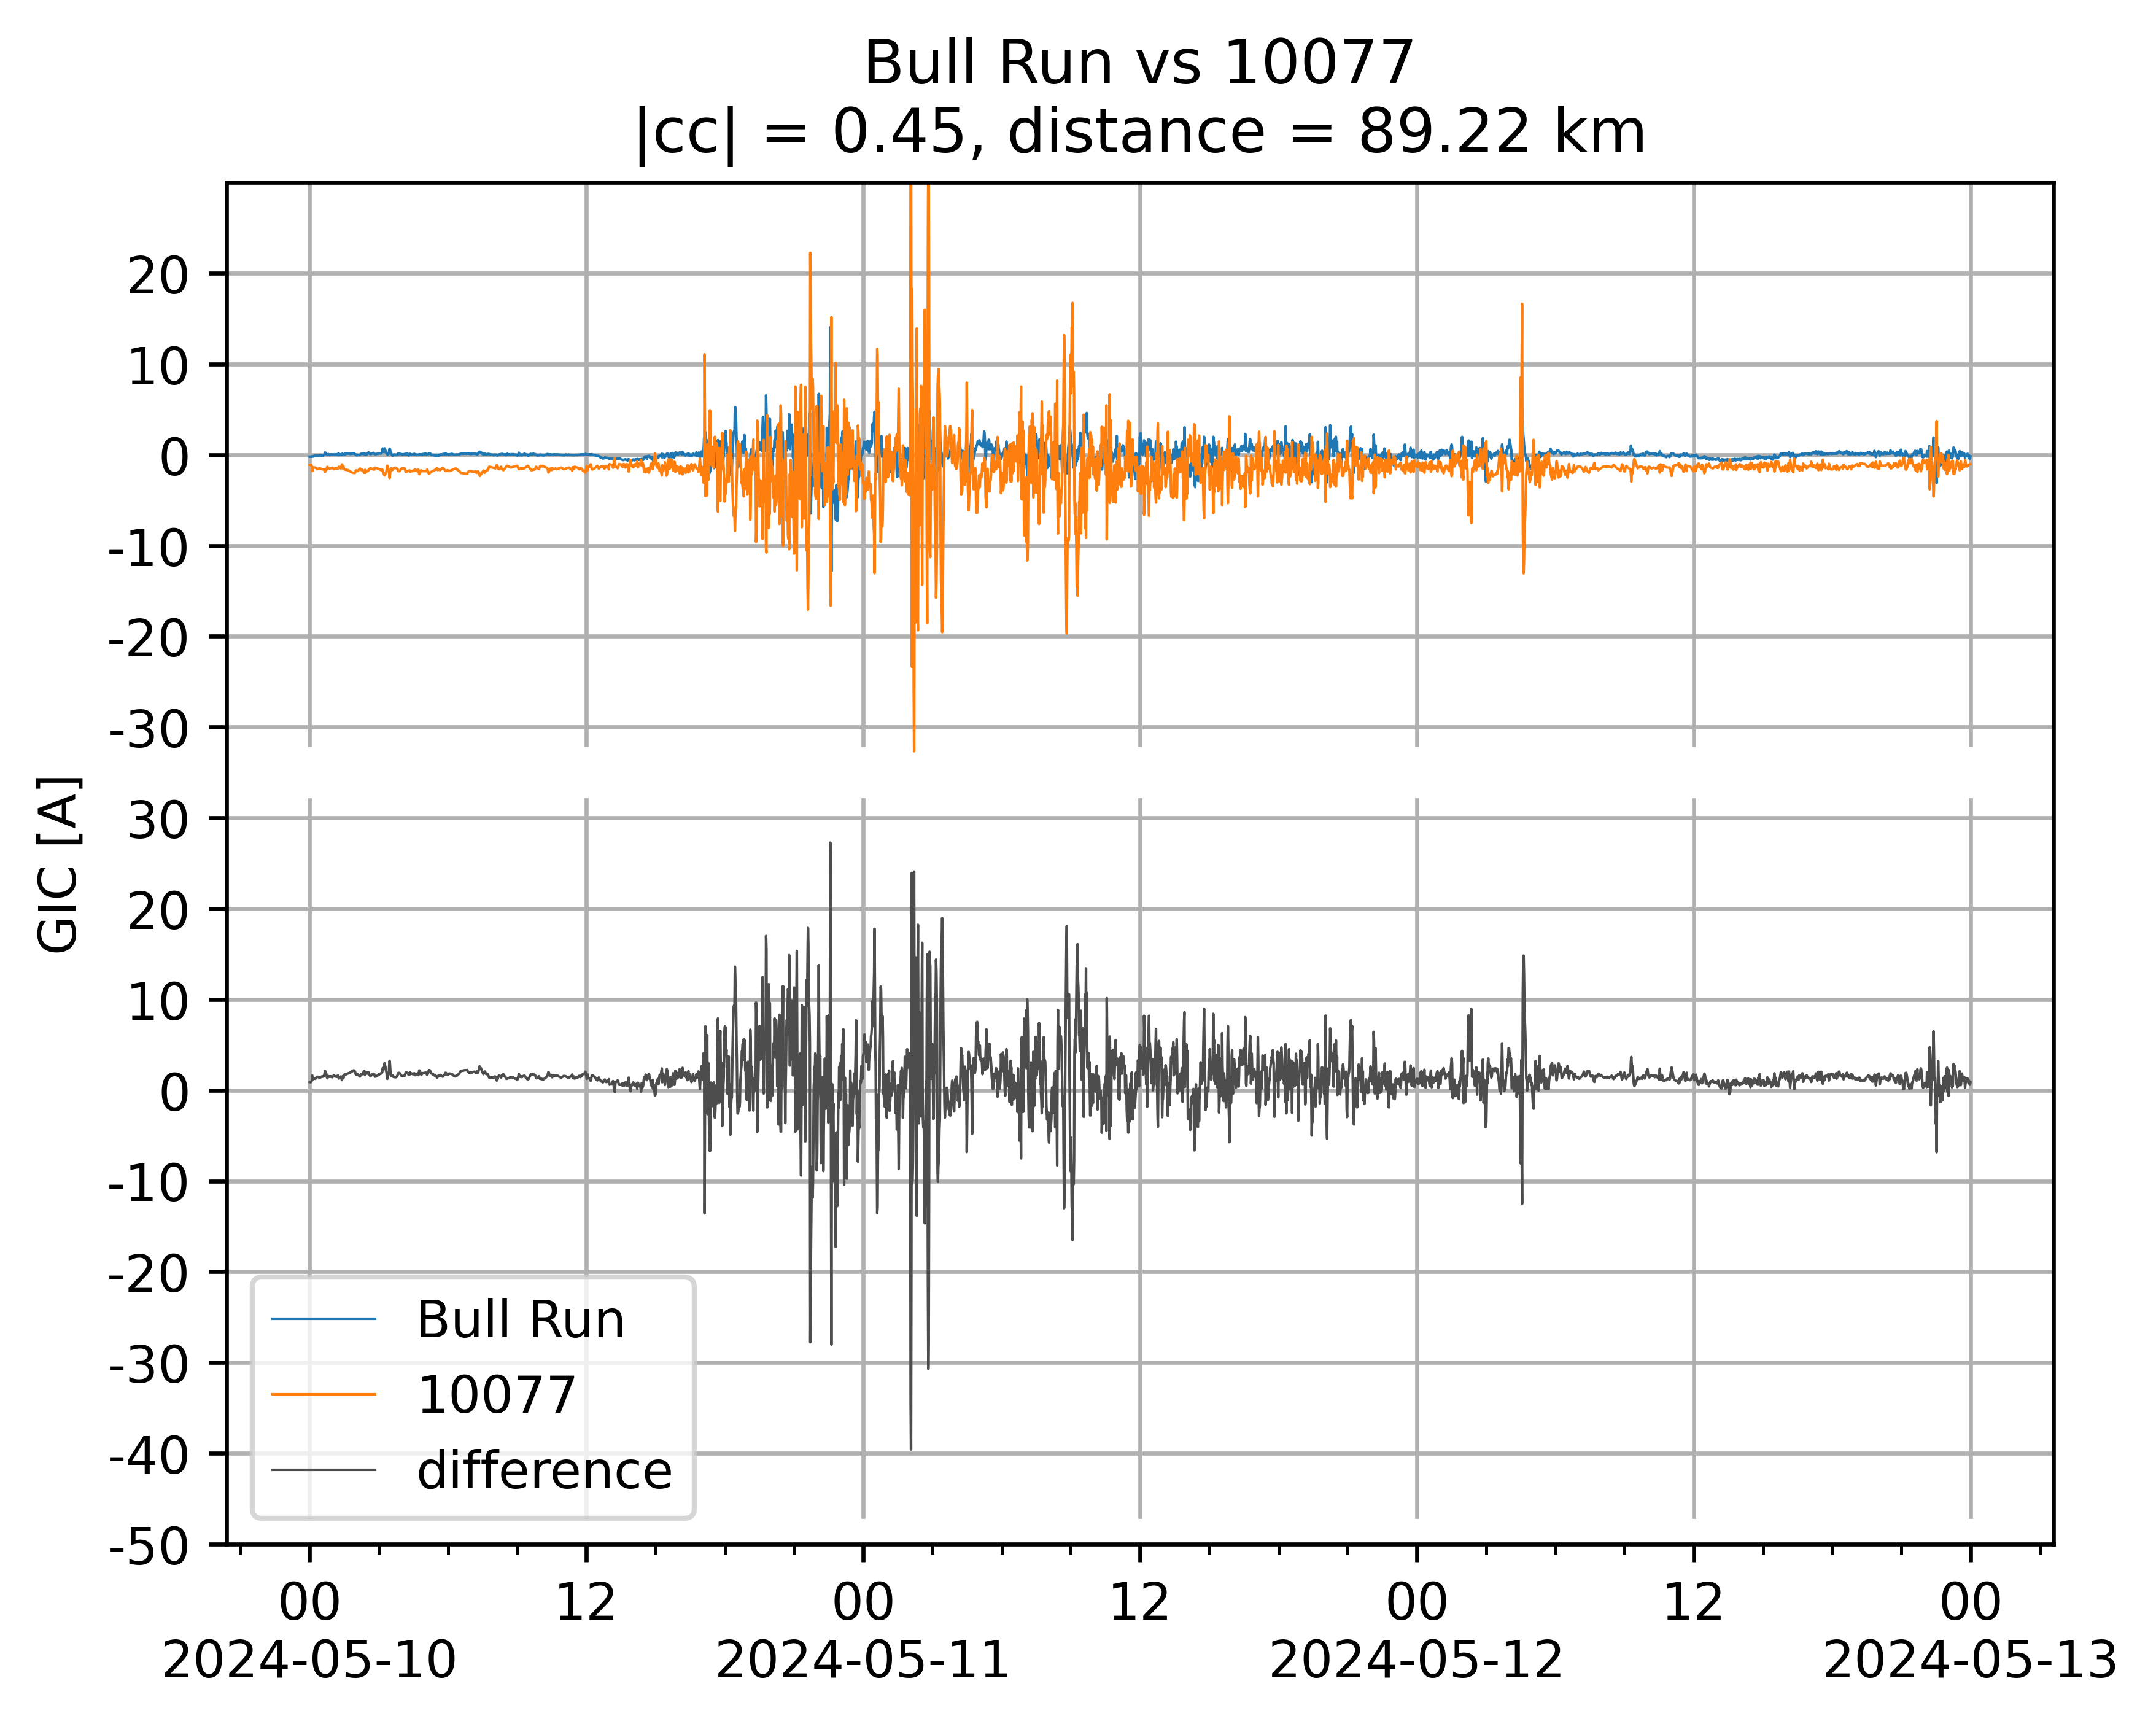 Bull Run vs 10077
|cc| = 0.45, distance = 89.22 km
GIC [A]
20
10
0
-10
-20
-30
30
20
10
0
-10
-20
-30
-40
-50
Bull Run
10077
difference
00 12 00 12 00 12 00
2024-05-10 2024-05-11 2024-05-12 2024-05-13